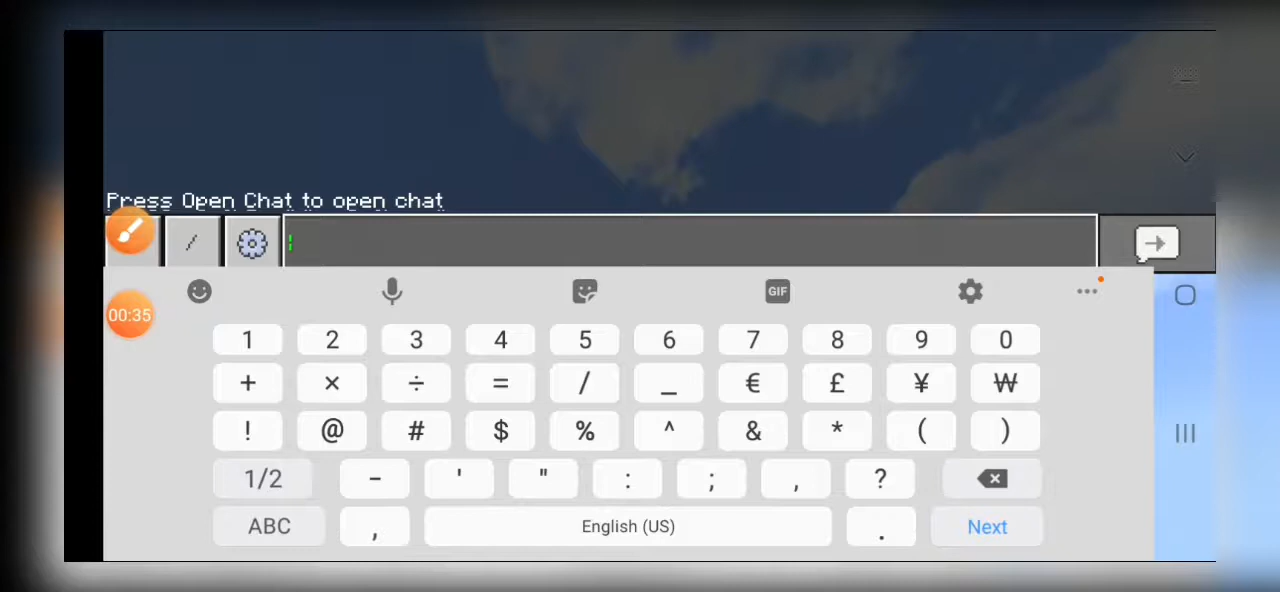 Press Open Chat to open chat
/
00:35
GIF
1 2 3 4 5 6 7 8 9 0
+ × ÷ = / _ € £ ¥ ₩
! @ # $ % ^ & * ( )
1/2 - ' " : ; , ?
ABC , English (US) . Next